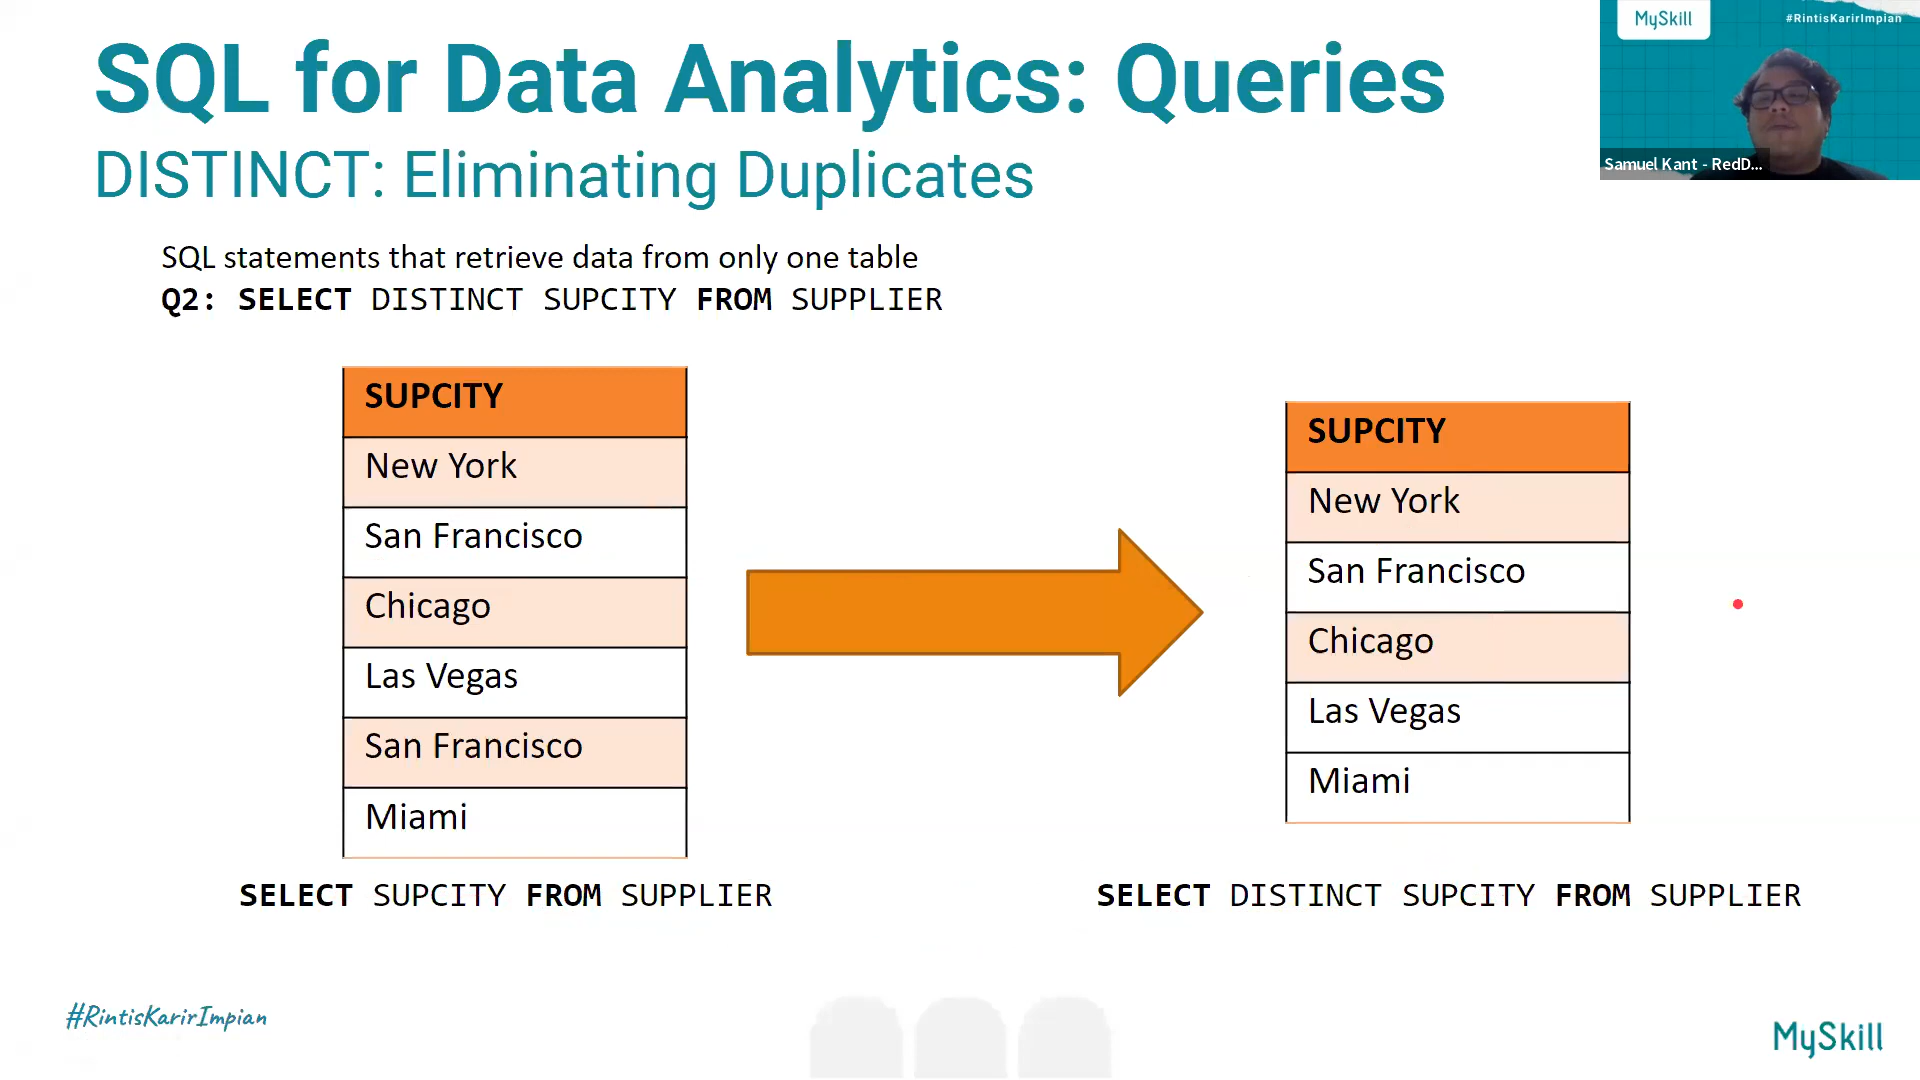 SQL for Data Analytics: Queries
DISTINCT: Eliminating Duplicates
MySkill
#RintisKarirImpian
Samuel Kant - RedD...
SQL statements that retrieve data from only one table
Q2: SELECT DISTINCT SUPCITY FROM SUPPLIER
SUPCITY
New York
San Francisco
Chicago
Las Vegas
San Francisco
Miami
SELECT SUPCITY FROM SUPPLIER
SUPCITY
New York
San Francisco
Chicago
Las Vegas
Miami
SELECT DISTINCT SUPCITY FROM SUPPLIER
#RintisKarirImpian
MySkill